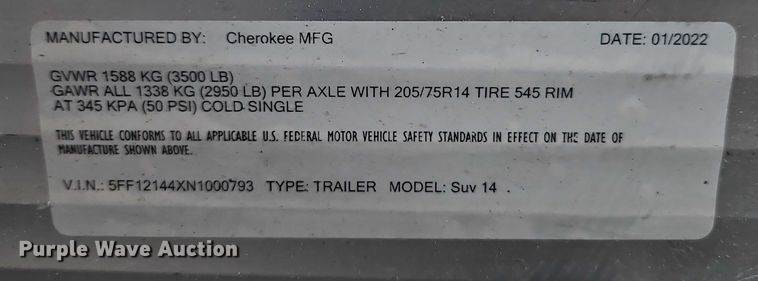 MANUFACTURED BY: Cherokee MFG DATE: 01/2022
GVWR 1588 KG (3500 LB)
GAWR ALL 1338 KG (2950 LB) PER AXLE WITH 205/75R14 TIRE 545 RIM
AT 345 KPA (50 PSI) COLD SINGLE
THIS VEHICLE CONFORMS TO ALL APPLICABLE U.S. FEDERAL MOTOR VEHICLE SAFETY STANDARDS IN EFFECT ON THE DATE OF
MANUFACTURE SHOWN ABOVE.
V.I.N.: 5FF12144XN1000793 TYPE: TRAILER MODEL: Suv 14 .
Purple Wave Auction